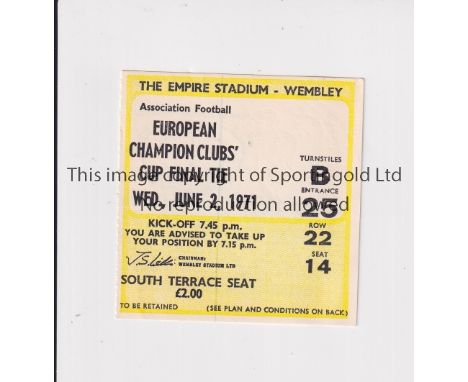 THE EMPIRE STADIUM - WEMBLEY
Association Football
EUROPEAN
CHAMPION CLUBS'
CUP FINAL TIE
WED., JUNE 2, 1971
KICK-OFF 7.45 p.m.
YOU ARE ADVISED TO TAKE UP
YOUR POSITION BY 7.15 p.m.
CHAIRMAN:
WEMBLEY STADIUM LTD
SOUTH TERRACE SEAT
£2.00
TO BE RETAINED
(SEE PLAN AND CONDITIONS ON BACK)
TURNSTILES
B
ENTRANCE
25
ROW
22
SEAT
14
This image copyright of Sportingold Ltd
No reproduction allowed